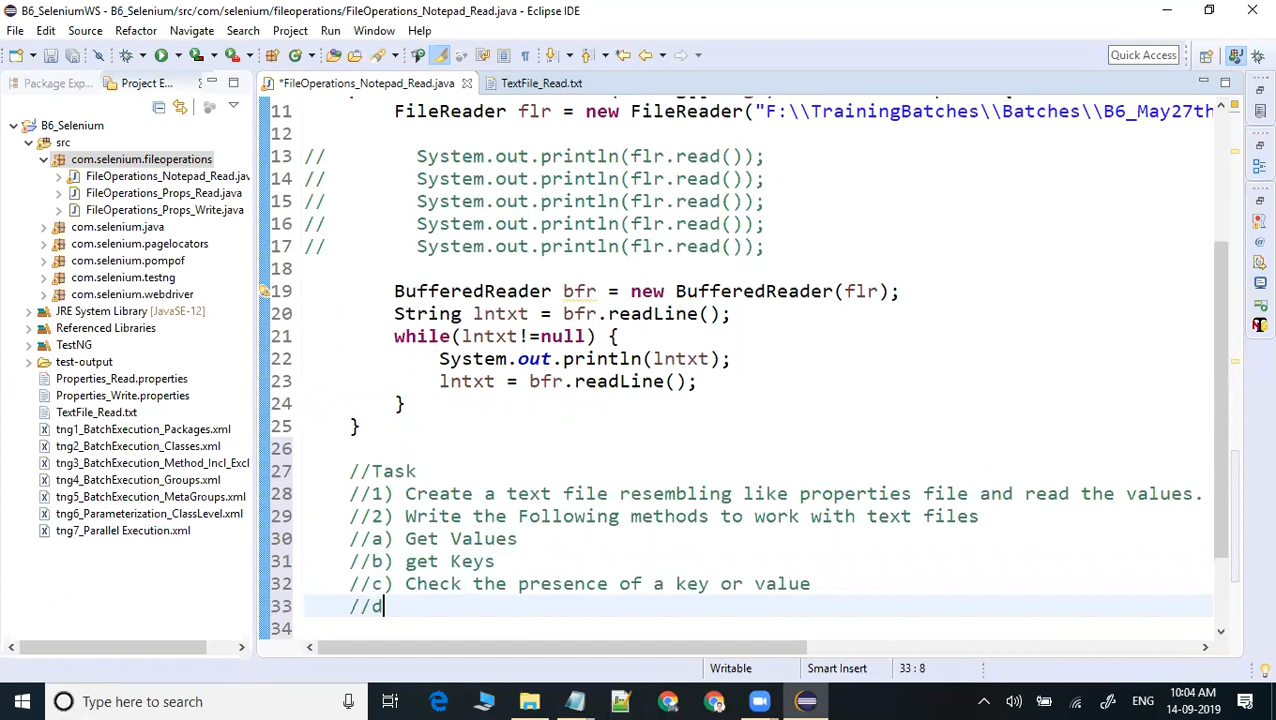 B6_SeleniumWS - B6_Selenium/src/com/selenium/fileoperations/FileOperations_Notepad_Read.java - Eclipse IDE
File Edit Source Refactor Navigate Search Project Run Window Help
Quick Access
Package Exp... Project E...
*FileOperations_Notepad_Read.java TextFile_Read.txt
B6_Selenium
src
com.selenium.fileoperations
FileOperations_Notepad_Read.jav
FileOperations_Props_Read.java
FileOperations_Props_Write.java
com.selenium.java
com.selenium.pagelocators
com.selenium.pompof
com.selenium.testng
com.selenium.webdriver
JRE System Library [JavaSE-12]
Referenced Libraries
TestNG
test-output
Properties_Read.properties
Properties_Write.properties
TextFile_Read.txt
tng1_BatchExecution_Packages.xml
tng2_BatchExecution_Classes.xml
tng3_BatchExecution_Method_Incl_Excl
tng4_BatchExecution_Groups.xml
tng5_BatchExecution_MetaGroups.xml
tng6_Parameterization_ClassLevel.xml
tng7_Parallel Execution.xml
11 FileReader flr = new FileReader("F:\\TrainingBatches\\Batches\\B6_May27th
12
13 // System.out.println(flr.read());
14 // System.out.println(flr.read());
15 // System.out.println(flr.read());
16 // System.out.println(flr.read());
17 // System.out.println(flr.read());
18
19 BufferedReader bfr = new BufferedReader(flr);
20 String lntxt = bfr.readLine();
21 while(lntxt!=null) {
22 System.out.println(lntxt);
23 lntxt = bfr.readLine();
24 }
25 }
26
27 //Task
28 //1) Create a text file resembling like properties file and read the values.
29 //2) Write the Following methods to work with text files
30 //a) Get Values
31 //b) get Keys
32 //c) Check the presence of a key or value
33 //d
34
Writable Smart Insert 33 : 8
Type here to search
ENG
10:04 AM
14-09-2019